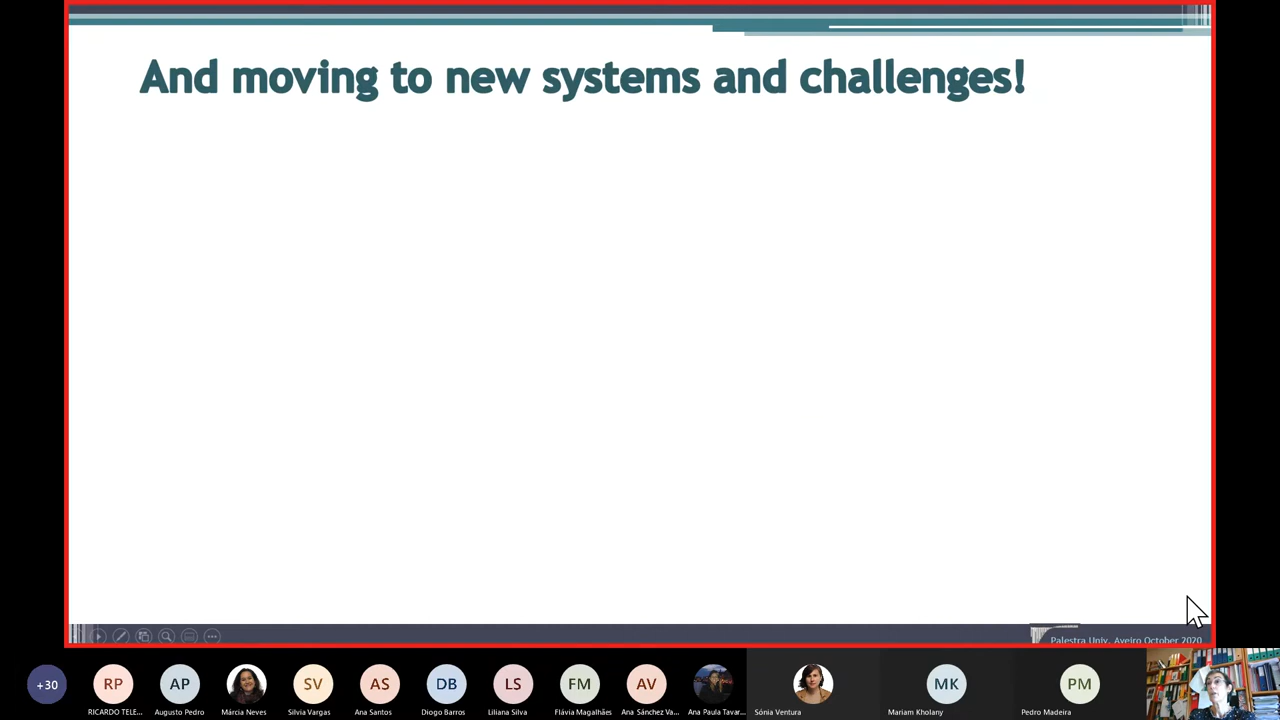 And moving to new systems and challenges!
Palestra Univ. Aveiro October 2020
+30
RP
AP
SV
AS
DB
LS
FM
AV
MK
PM
RICARDO TELE...
Augusto Pedro
Márcia Neves
Silvia Vargas
Ana Santos
Diogo Barros
Liliana Silva
Flávia Magalhães
Ana Sánchez Va...
Ana Paula Tavar...
Sónia Ventura
Mariam Kholany
Pedro Madeira